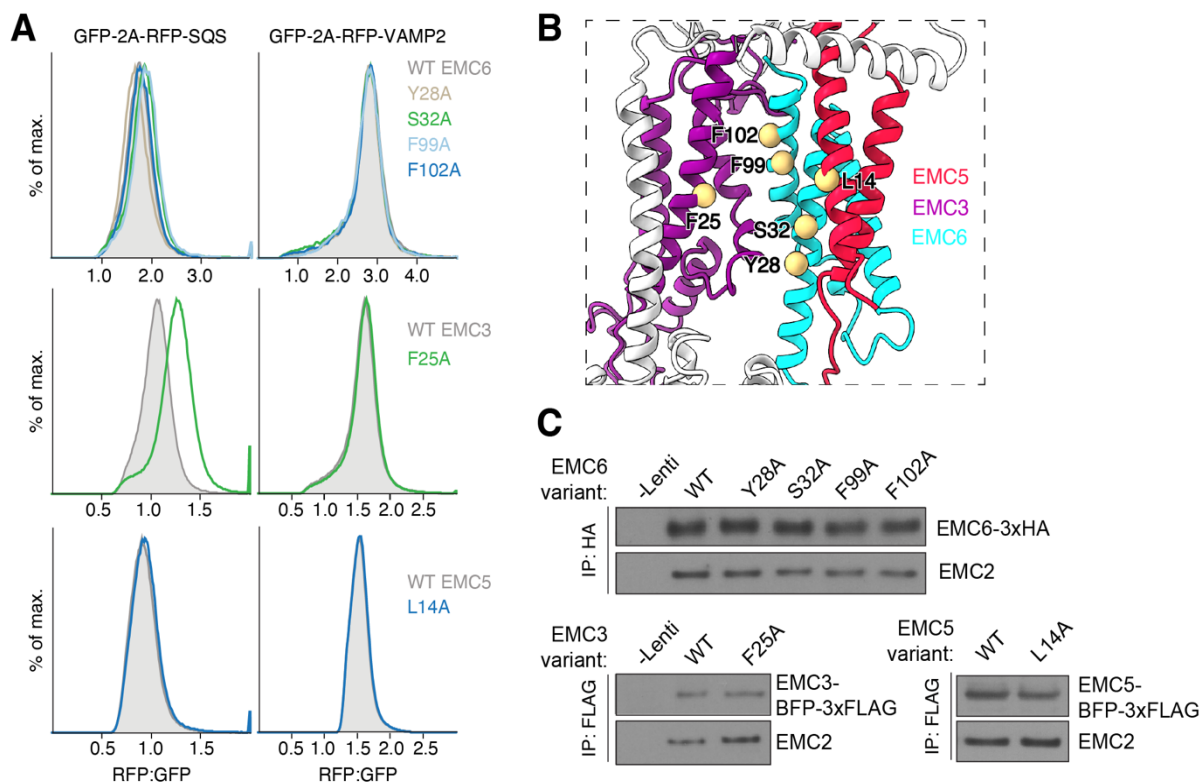 A
GFP-2A-RFP-SQS
GFP-2A-RFP-VAMP2
% of max.
WT EMC6
Y28A
S32A
F99A
F102A
1.0 2.0 3.0
1.0 2.0 3.0 4.0
% of max.
WT EMC3
F25A
0.5 1.0 1.5
0.5 1.0 1.5 2.0 2.5
% of max.
WT EMC5
L14A
0.5 1.0 1.5 2.0
0.5 1.0 1.5 2.0 2.5
RFP:GFP
RFP:GFP
B
F102
F99
L14
F25
S32
Y28
EMC5
EMC3
EMC6
C
EMC6
variant:
-Lenti
WT
Y28A
S32A
F99A
F102A
IP: HA
EMC6-3xHA
EMC2
EMC3
variant:
-Lenti
WT
F25A
IP: FLAG
EMC3-
BFP-3xFLAG
EMC2
EMC5
variant:
WT
L14A
IP: FLAG
EMC5-
BFP-3xFLAG
EMC2